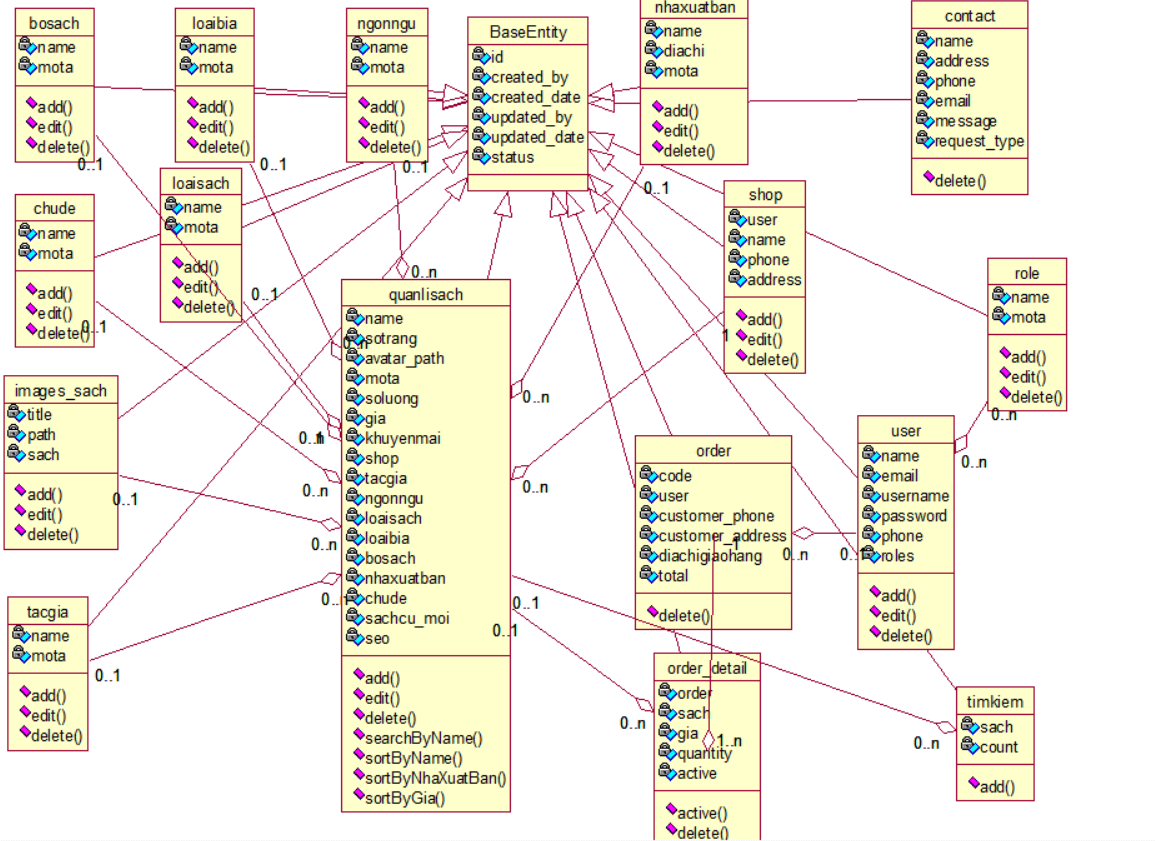 bosach
name
mota
add()
edit()
delete()
0..1
loaibia
name
mota
add()
edit()
delete()
0..1
ngonngu
name
mota
add()
edit()
delete()
0..1
BaseEntity
id
created_by
created_date
updated_by
updated_date
status
nhaxuatban
name
diachi
mota
add()
edit()
delete()
0..1
contact
name
address
phone
email
message
request_type
delete()
chude
name
mota
add()
edit()
delete()
0..1
loaisach
name
mota
add()
edit()
delete()
0..1
shop
user
name
phone
address
add()
edit()
delete()
1
role
name
mota
add()
edit()
delete()
0..n
images_sach
title
path
sach
add()
edit()
delete()
0..1
quanlisach
name
sotrang
avatar_path
mota
soluong
gia
khuyenmai
shop
tacgia
ngonngu
loaisach
loaibia
bosach
nhaxuatban
chude
sachcu_moi
seo
add()
edit()
delete()
searchByName()
sortByName()
sortByNhaXuatBan()
sortByGia()
0..n
0..n
0..n
0..n
0..n
0..1
0..1
order
code
user
customer_phone
customer_address
diachigiaohang
total
delete()
1
0..n
user
name
email
username
password
phone
roles
add()
edit()
delete()
0..n
tacgia
name
mota
add()
edit()
delete()
0..1
order_detail
order
sach
gia
quantity
active
active()
delete()
0..n
1..n
timkiem
sach
count
add()
0..n